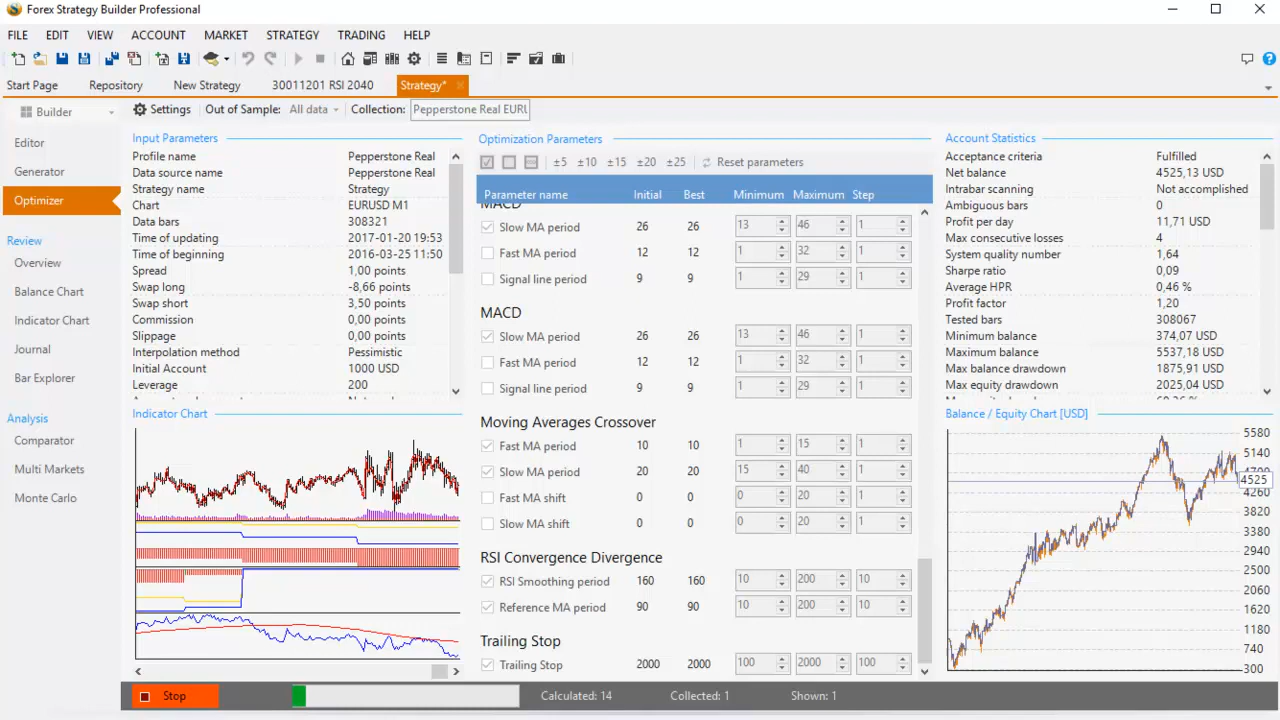 Forex Strategy Builder Professional
FILE EDIT VIEW ACCOUNT MARKET STRATEGY TRADING HELP
Start Page Repository New Strategy 30011201 RSI 2040 Strategy*
Builder
Settings Out of Sample: All data Collection: Pepperstone Real EURU
Editor
Generator
Optimizer
Review
Overview
Balance Chart
Indicator Chart
Journal
Bar Explorer
Analysis
Comparator
Multi Markets
Monte Carlo
Input Parameters
Profile name Pepperstone Real
Data source name Pepperstone Real
Strategy name Strategy
Chart EURUSD M1
Data bars 308321
Time of updating 2017-01-20 19:53
Time of beginning 2016-03-25 11:50
Spread 1,00 points
Swap long -8,66 points
Swap short 3,50 points
Commission 0,00 points
Slippage 0,00 points
Interpolation method Pessimistic
Initial Account 1000 USD
Leverage 200
Indicator Chart
Optimization Parameters
±5 ±10 ±15 ±20 ±25 Reset parameters
Parameter name Initial Best Minimum Maximum Step
MACD
Slow MA period 26 26 13 46 1
Fast MA period 12 12 1 32 1
Signal line period 9 9 1 29 1
MACD
Slow MA period 26 26 13 46 1
Fast MA period 12 12 1 32 1
Signal line period 9 9 1 29 1
Moving Averages Crossover
Fast MA period 10 10 1 15 1
Slow MA period 20 20 15 40 1
Fast MA shift 0 0 0 20 1
Slow MA shift 0 0 0 20 1
RSI Convergence Divergence
RSI Smoothing period 160 160 10 200 10
Reference MA period 90 90 10 200 10
Trailing Stop
Trailing Stop 2000 2000 100 2000 100
Account Statistics
Acceptance criteria Fulfilled
Net balance 4525,13 USD
Intrabar scanning Not accomplished
Ambiguous bars 0
Profit per day 11,71 USD
Max consecutive losses 4
System quality number 1,64
Sharpe ratio 0,09
Average HPR 0,46 %
Profit factor 1,20
Tested bars 308067
Minimum balance 374,07 USD
Maximum balance 5537,18 USD
Max balance drawdown 1875,91 USD
Max equity drawdown 2025,04 USD
Balance / Equity Chart [USD]
5580
5140
4700
4525
4260
3820
3380
2940
2500
2060
1620
1180
740
300
Stop Calculated: 14 Collected: 1 Shown: 1